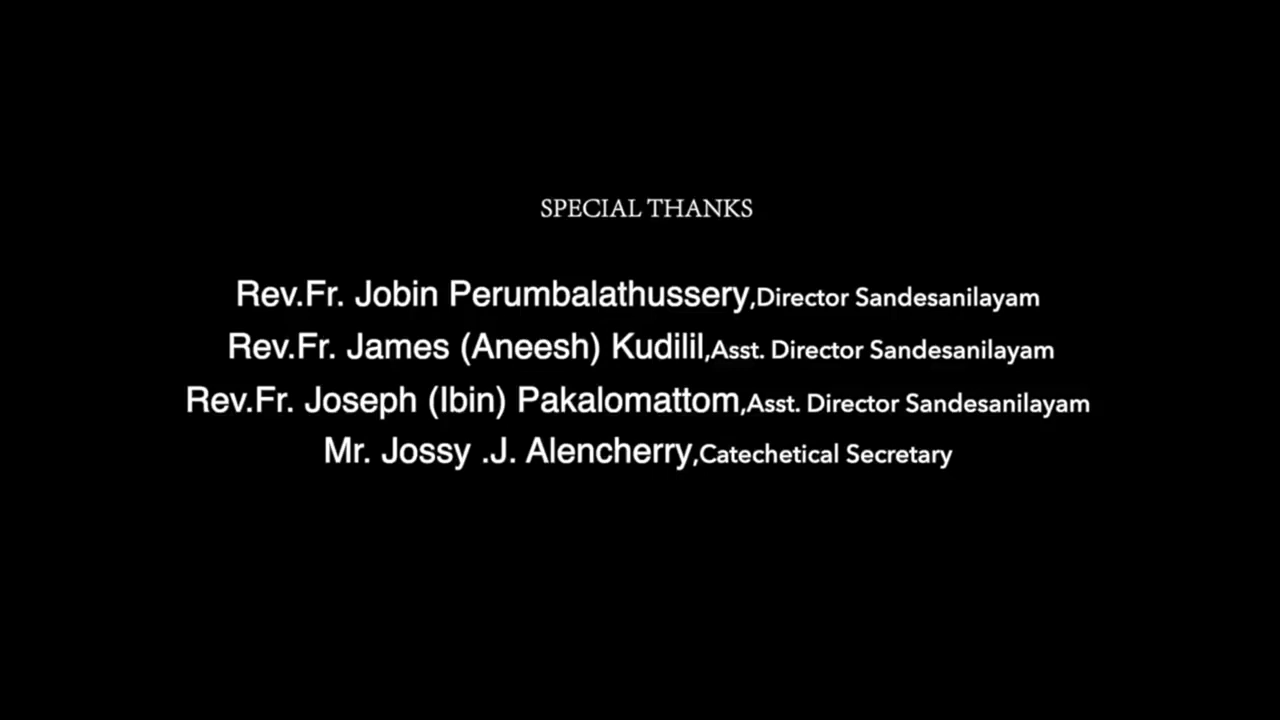 SPECIAL THANKS
Rev.Fr. Jobin Perumbalathussery,Director Sandesanilayam
Rev.Fr. James (Aneesh) Kudilil,Asst. Director Sandesanilayam
Rev.Fr. Joseph (Ibin) Pakalomattom,Asst. Director Sandesanilayam
Mr. Jossy .J. Alencherry,Catechetical Secretary